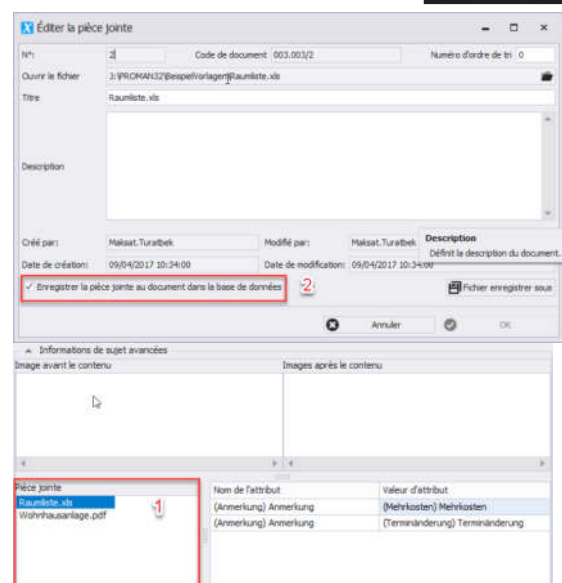 Éditer la pièce jointe
N°: 2 Code de document 003.003/2 Numéro d'ordre de tri 0
Ouvrir le fichier J:\PROMAN32\BeispielVorlagen\Raumliste.xls
Titre Raumliste.xls
Description
Créé par: Maksat.Turatbek Modifié par: Maksat.Turatbek
Description
Définit la description du document.
Date de création: 09/04/2017 10:34:00 Date de modification: 09/04/2017 10:34:00
✓ Enregistrer la pièce jointe au document dans la base de données 2 Fichier enregistrer sous
Annuler OK
Informations de sujet avancées
Image avant le contenu Images après le contenu
Pièce jointe Nom de l'attribut Valeur d'attribut
Raumliste.xls 1 (Anmerkung) Anmerkung (Mehrkosten) Mehrkosten
Wohnhausanlage.pdf (Anmerkung) Anmerkung (Terminänderung) Terminänderung